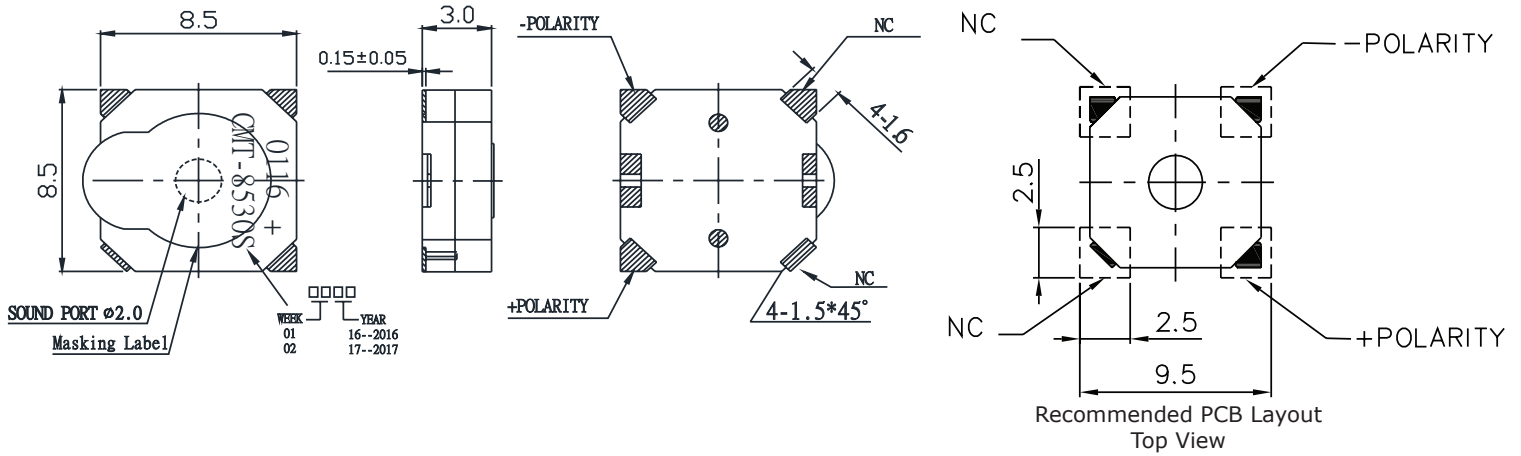 8.5
8.5
0116 +
CMT-8530S
SOUND PORT ø2.0
Masking Label
□□□□
WEEK YEAR
01 16--2016
02 17--2017
3.0
0.15±0.05
-POLARITY
NC
4-1.6
+POLARITY
NC
4-1.5*45°
NC
-POLARITY
2.5
NC
2.5
+POLARITY
9.5
Recommended PCB Layout
Top View